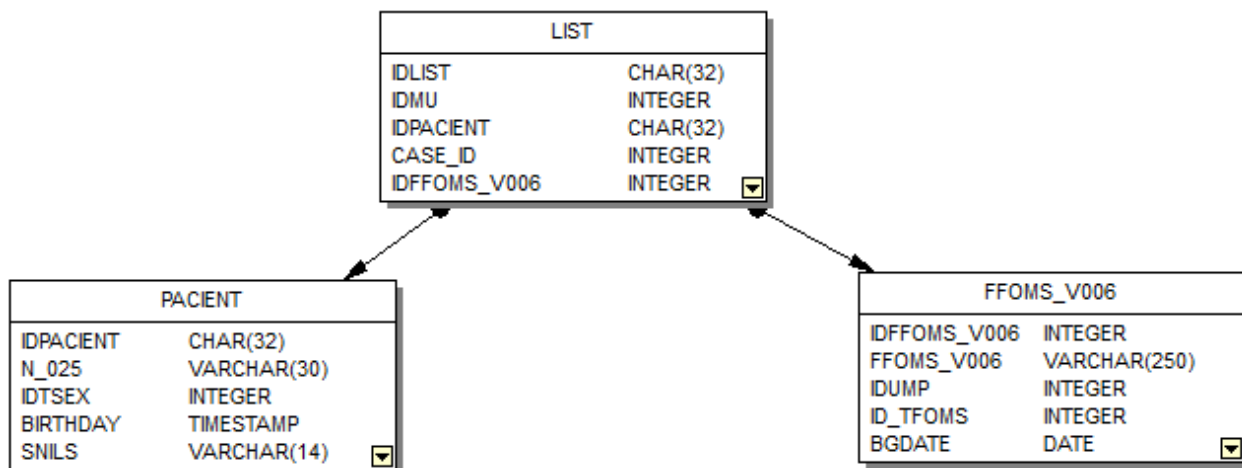 LIST
IDLIST CHAR(32)
IDMU INTEGER
IDPACIENT CHAR(32)
CASE_ID INTEGER
IDFFOMS_V006 INTEGER
PACIENT
IDPACIENT CHAR(32)
N_025 VARCHAR(30)
IDTSEX INTEGER
BIRTHDAY TIMESTAMP
SNILS VARCHAR(14)
FFOMS_V006
IDFFOMS_V006 INTEGER
FFOMS_V006 VARCHAR(250)
IDUMP INTEGER
ID_TFOMS INTEGER
BGDATE DATE